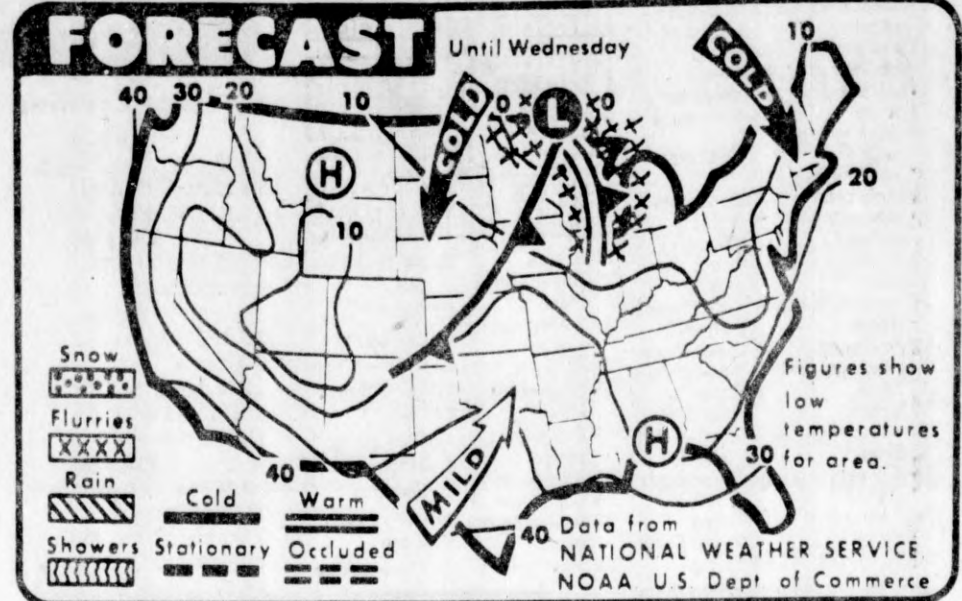 FORECAST
Until Wednesday
40 30 20 10
COLD
0 L 0
COLD
10
H
10
20
Snow
Flurries
Rain
Showers
40
Cold Warm
Stationary Occluded
MILD
H
30
40
Figures show
low
temperatures
for area.
Data from
NATIONAL WEATHER SERVICE.
NOAA U.S. Dept. of Commerce